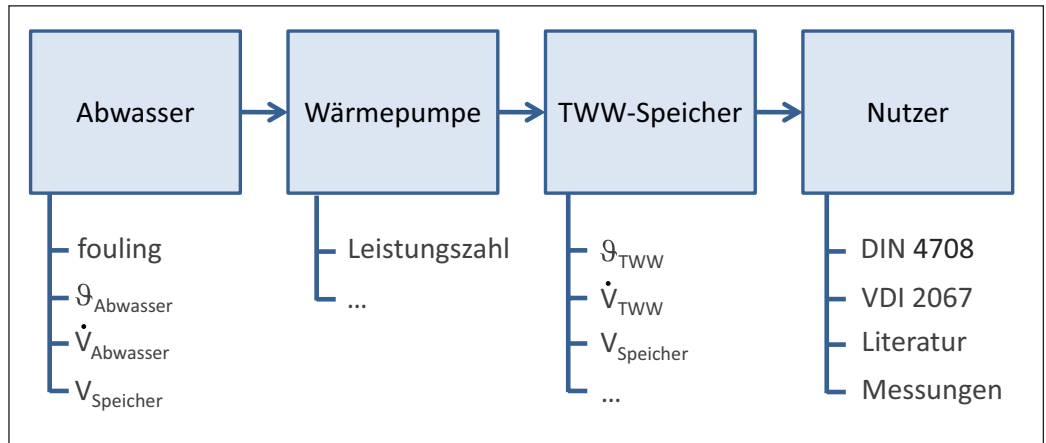 Abwasser
Wärmepumpe
TWW-Speicher
Nutzer
fouling
ϑAbwasser
V̇Abwasser
VSpeicher
Leistungszahl
...
ϑTWW
V̇TWW
VSpeicher
...
DIN 4708
VDI 2067
Literatur
Messungen